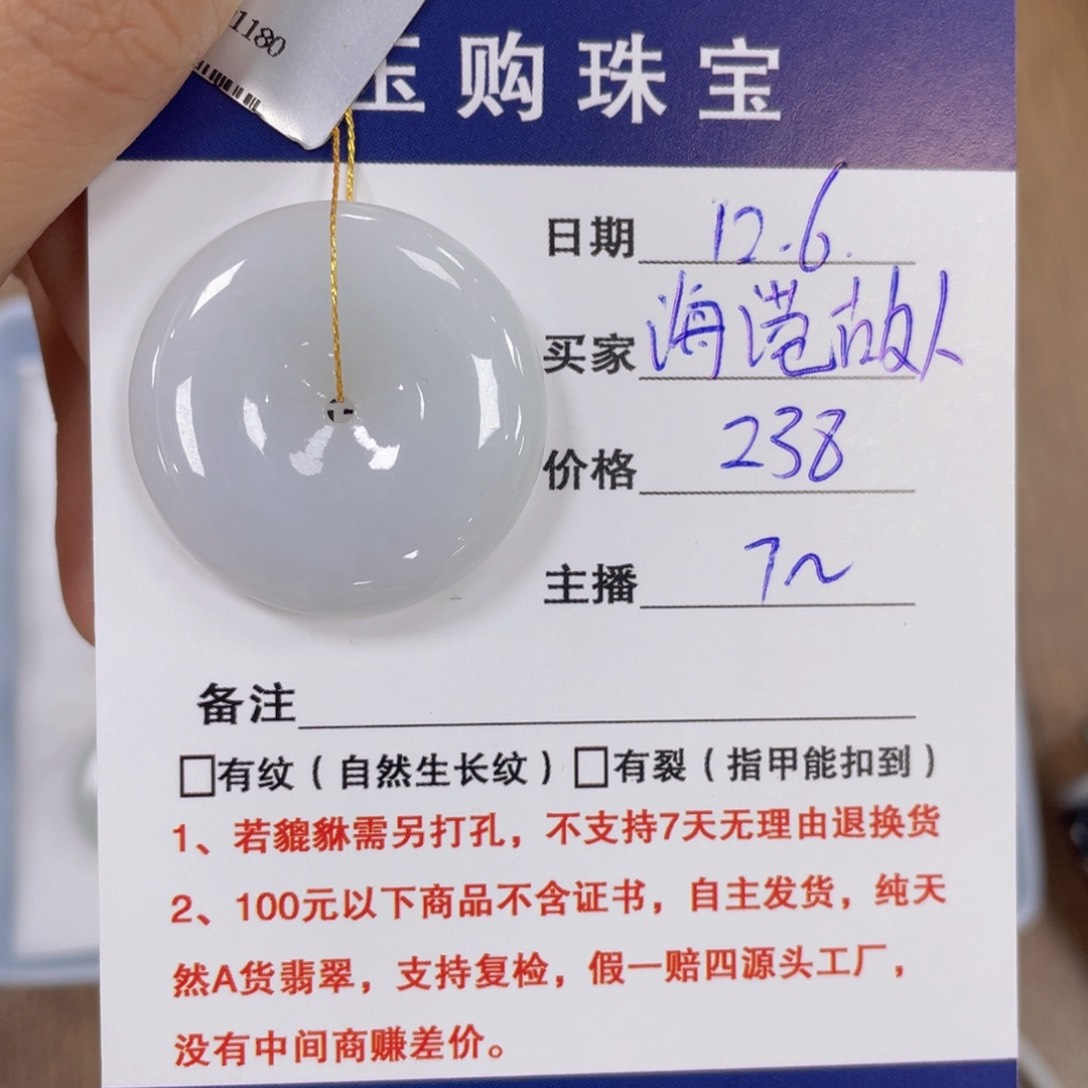 1180
玉购珠宝
日期 12.6.
买家 海港故人
价格 238
主播 7~
备注
□有纹（自然生长纹）□有裂（指甲能扣到）
1、若貔貅需另打孔，不支持7天无理由退换货
2、100元以下商品不含证书，自主发货，纯天
然A货翡翠，支持复检，假一赔四源头工厂，
没有中间商赚差价。